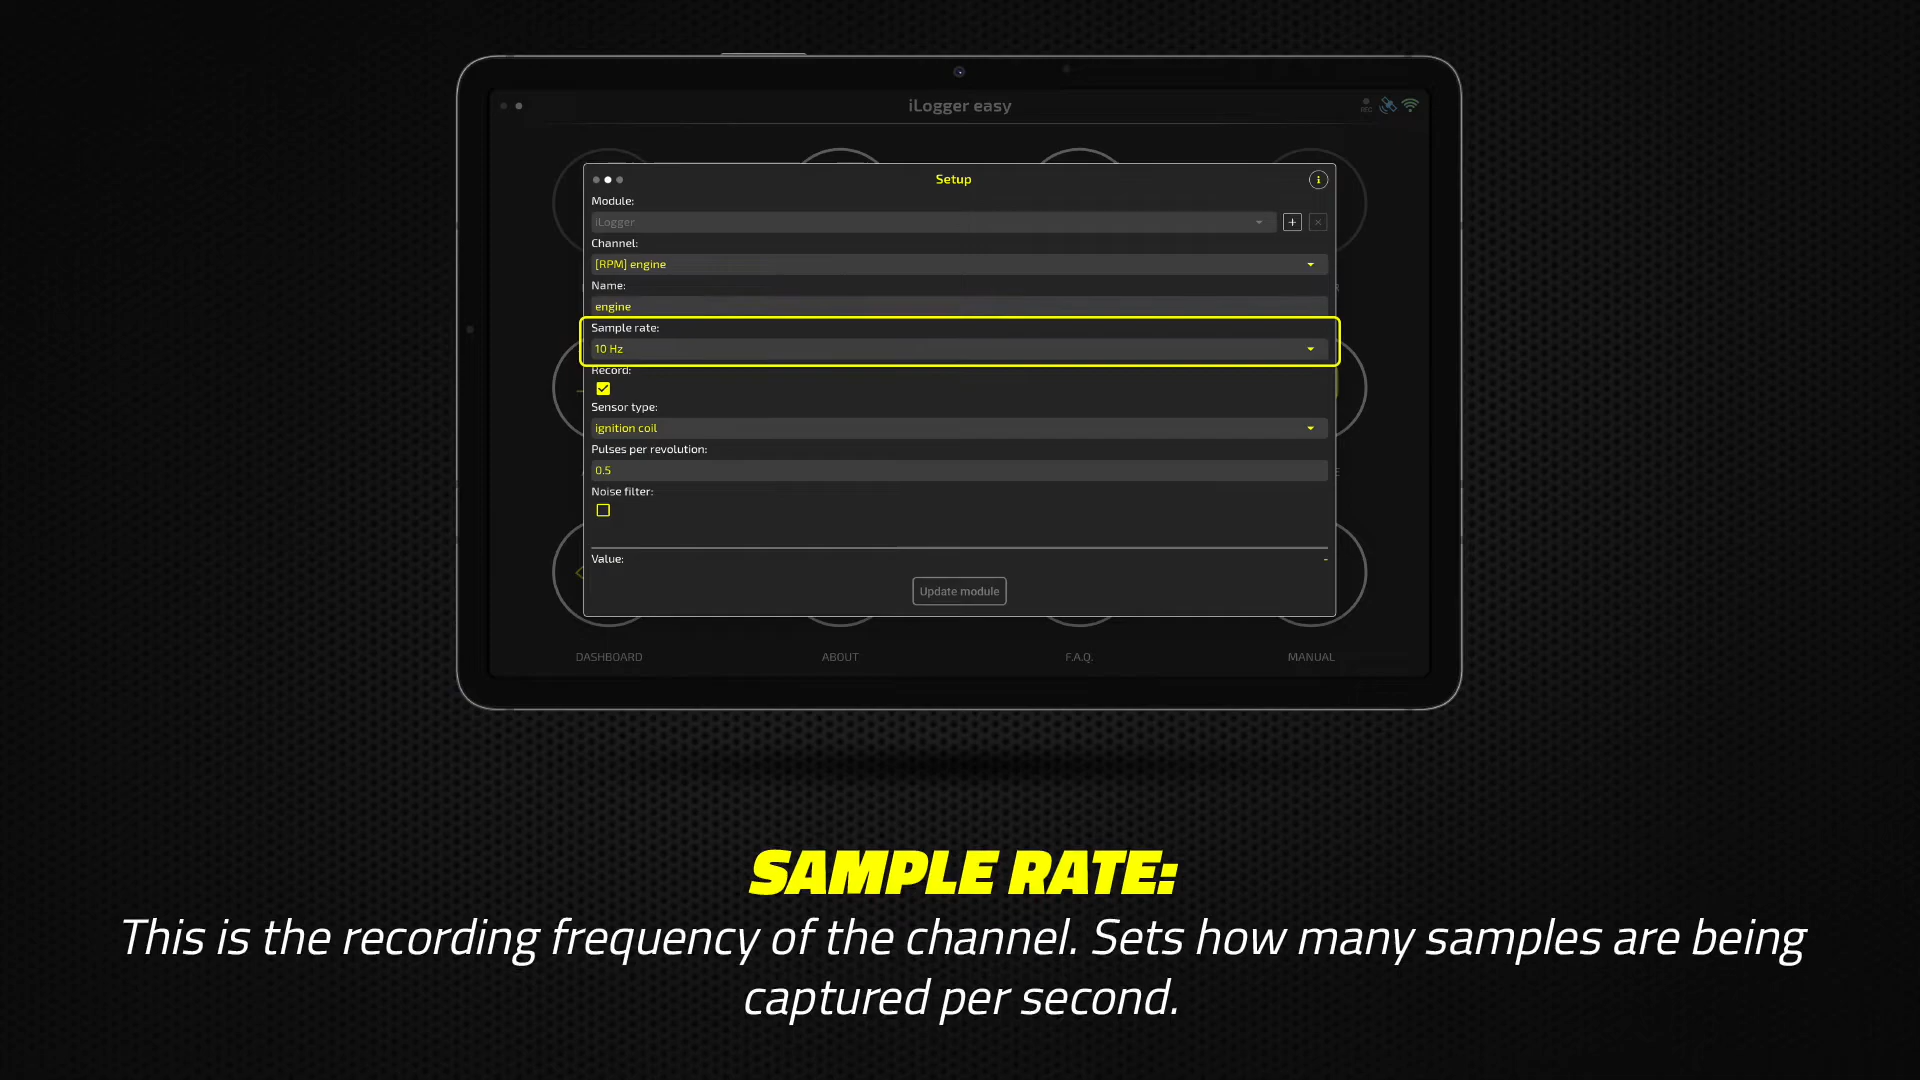 iLogger easy
REC
Setup
Module:
iLogger
Channel:
[RPM] engine
Name:
engine
Sample rate:
10 Hz
Record:
Sensor type:
ignition coil
Pulses per revolution:
0.5
Noise filter:
Value:
-
Update module
DASHBOARD
ABOUT
F.A.Q.
MANUAL
SAMPLE RATE:
This is the recording frequency of the channel. Sets how many samples are being
captured per second.